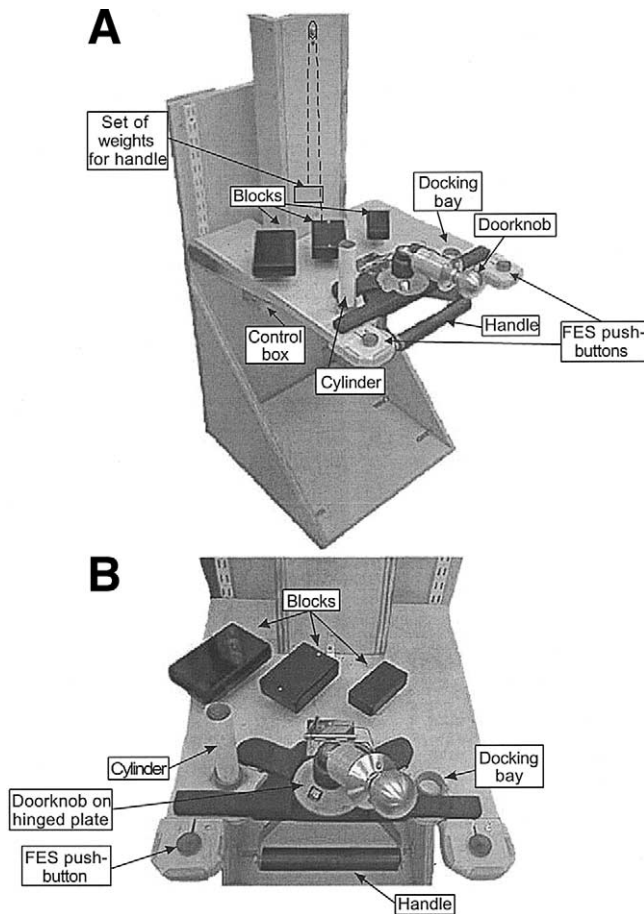 A
Set of
weights
for handle
Blocks
Docking
bay
Doorknob
Control
box
Cylinder
Handle
FES push-
buttons
B
Blocks
Cylinder
Docking
bay
Doorknob on
hinged plate
FES push-
button
Handle